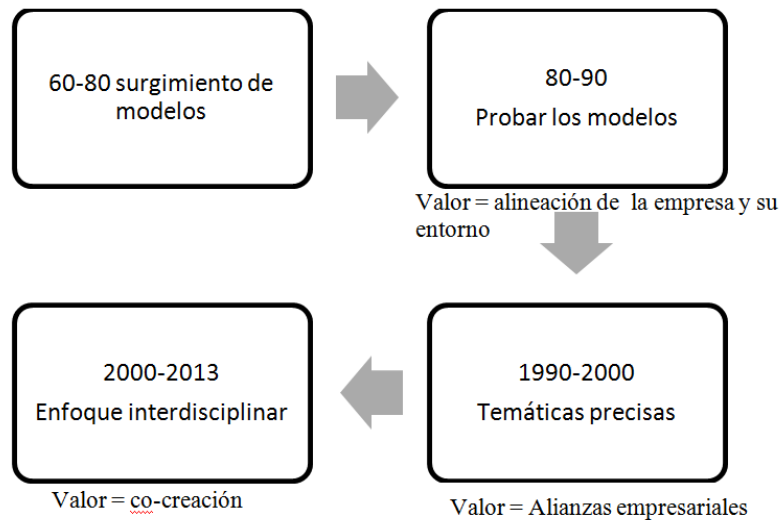 60-80 surgimiento de
modelos
80-90
Probar los modelos
Valor = alineación de la empresa y su
entorno
1990-2000
Temáticas precisas
Valor = Alianzas empresariales
2000-2013
Enfoque interdisciplinar
Valor = co-creación